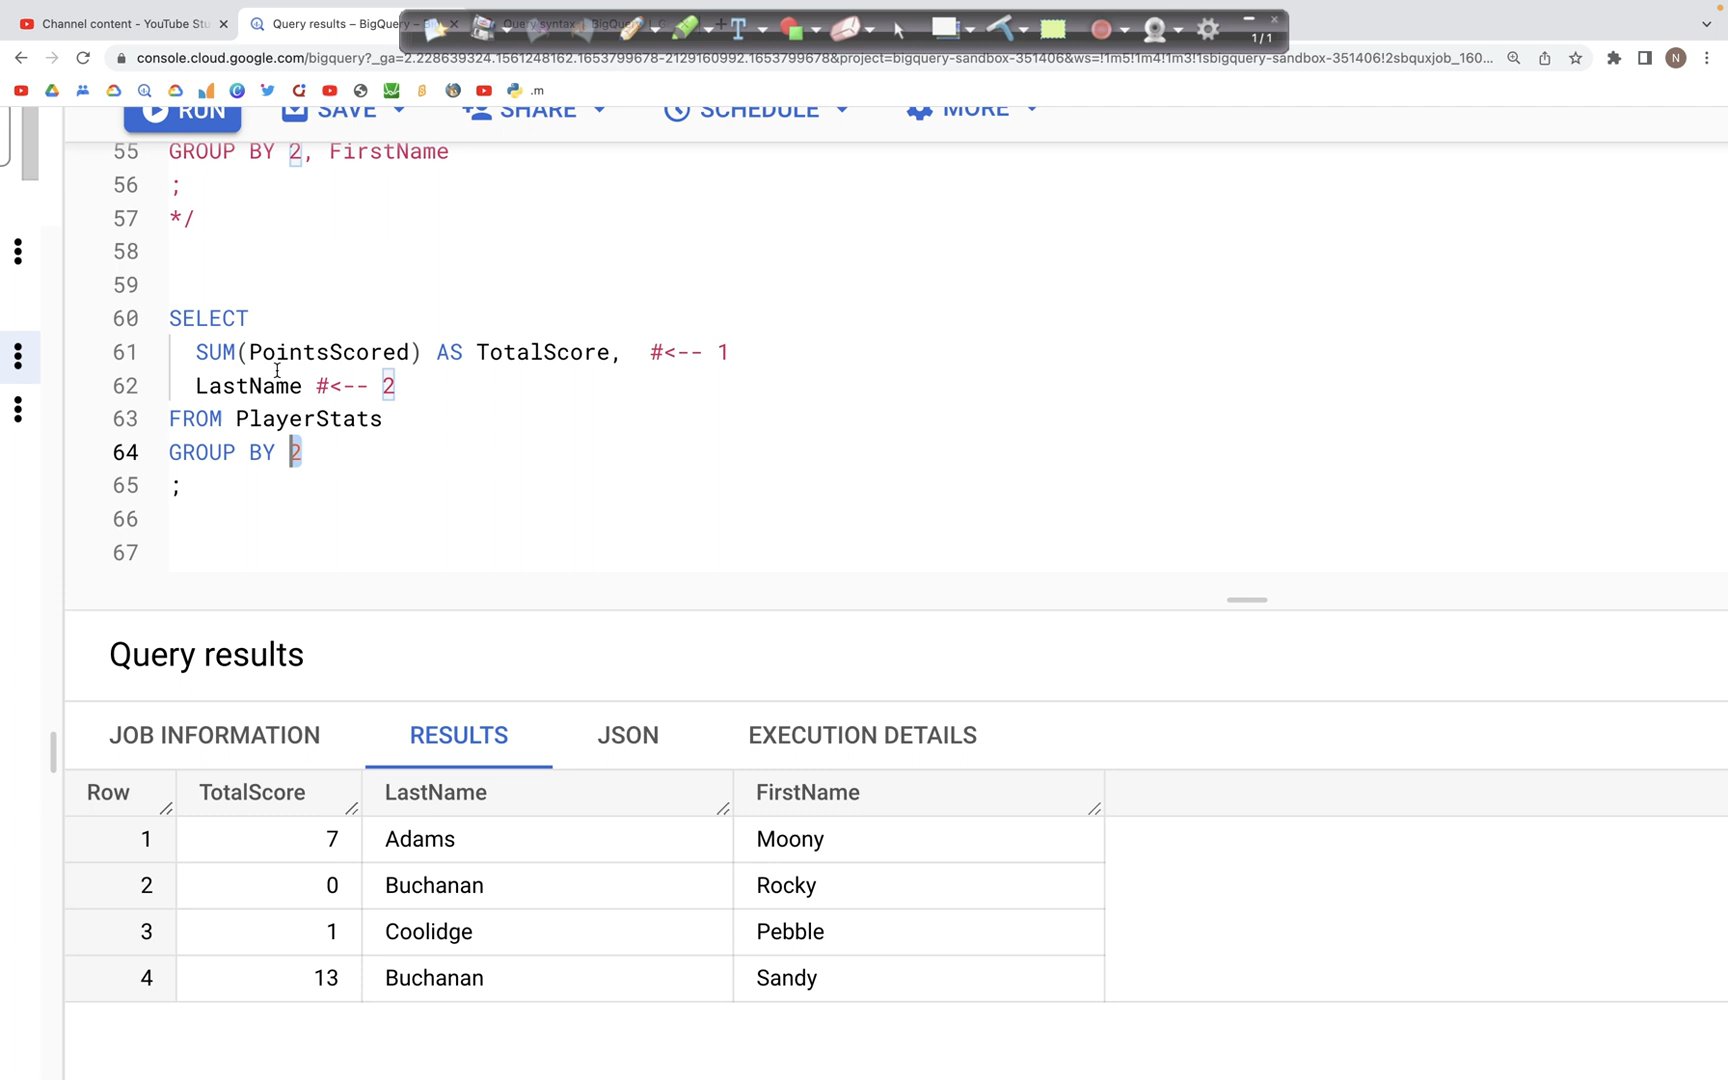 Channel content - YouTube Stu
Query results – BigQuery –
Query syntax | BigQu
1/1
console.cloud.google.com/bigquery?_ga=2.228639324.1561248162.1653799678-2129160992.1653799678&project=bigquery-sandbox-351406&ws=!1m5!1m4!1m3!1sbigquery-sandbox-351406!2sbquxjob_160...
N
.m
RUN SAVE SHARE SCHEDULE MORE
55 GROUP BY 2, FirstName
56 ;
57 */
58
59
60 SELECT
61 SUM(PointsScored) AS TotalScore, #<-- 1
62 LastName #<-- 2
63 FROM PlayerStats
64 GROUP BY 2
65 ;
66
67
Query results
JOB INFORMATION RESULTS JSON EXECUTION DETAILS
Row TotalScore LastName FirstName
1 7 Adams Moony
2 0 Buchanan Rocky
3 1 Coolidge Pebble
4 13 Buchanan Sandy